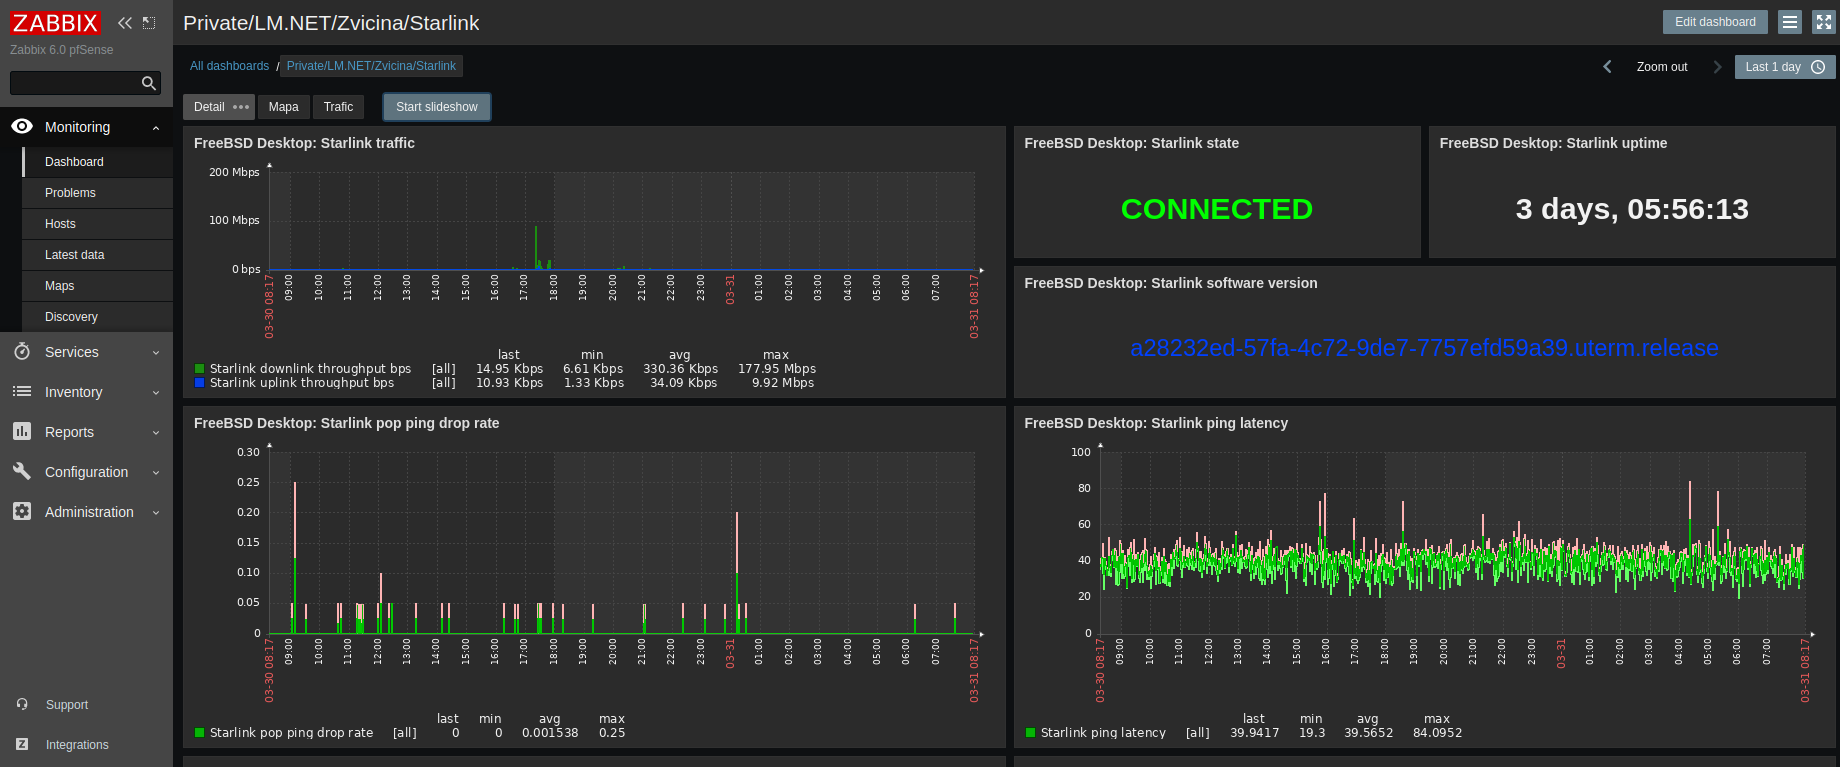 ZABBIX
Zabbix 6.0 pfSense
Monitoring
Dashboard
Problems
Hosts
Latest data
Maps
Discovery
Services
Inventory
Reports
Configuration
Administration
Support
Z Integrations
Private/LM.NET/Zvicina/Starlink
Edit dashboard
All dashboards / Private/LM.NET/Zvicina/Starlink
Zoom out
Last 1 day
Detail
Mapa
Trafic
Start slideshow
FreeBSD Desktop: Starlink traffic
200 Mbps
100 Mbps
0 bps
03-30 08:17 09:00 10:00 11:00 12:00 13:00 14:00 15:00 16:00 17:00 18:00 19:00 20:00 21:00 22:00 23:00 03-31 01:00 02:00 03:00 04:00 05:00 06:00 07:00 03-31 08:17
last min avg max
Starlink downlink throughput bps [all] 14.95 Kbps 6.61 Kbps 330.36 Kbps 177.95 Mbps
Starlink uplink throughput bps [all] 10.93 Kbps 1.33 Kbps 34.09 Kbps 9.92 Mbps
FreeBSD Desktop: Starlink state
CONNECTED
FreeBSD Desktop: Starlink uptime
3 days, 05:56:13
FreeBSD Desktop: Starlink software version
a28232ed-57fa-4c72-9de7-7757efd59a39.uterm.release
FreeBSD Desktop: Starlink pop ping drop rate
0.30
0.25
0.20
0.15
0.10
0.05
0
03-30 08:17 09:00 10:00 11:00 12:00 13:00 14:00 15:00 16:00 17:00 18:00 19:00 20:00 21:00 22:00 23:00 03-31 01:00 02:00 03:00 04:00 05:00 06:00 07:00 03-31 08:17
last min avg max
Starlink pop ping drop rate [all] 0 0 0.001538 0.25
FreeBSD Desktop: Starlink ping latency
100
80
60
40
20
0
03-30 08:17 09:00 10:00 11:00 12:00 13:00 14:00 15:00 16:00 17:00 18:00 19:00 20:00 21:00 22:00 23:00 03-31 01:00 02:00 03:00 04:00 05:00 06:00 07:00 03-31 08:17
last min avg max
Starlink ping latency [all] 39.9417 19.3 39.5652 84.0952